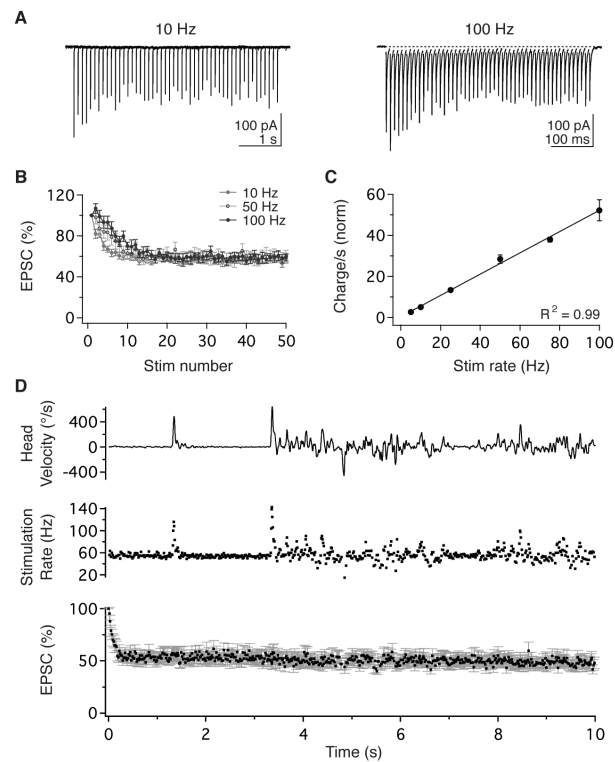 A
10 Hz
100 Hz
100 pA
1 s
100 pA
100 ms
B
120
80
40
0
EPSC (%)
10 Hz
50 Hz
100 Hz
0 10 20 30 40 50
Stim number
C
60
40
20
0
Charge/s (norm)
R² = 0.99
0 20 40 60 80 100
Stim rate (Hz)
D
Head
Velocity (°/s)
400
0
-400
Stimulation
Rate (Hz)
140
100
60
20
EPSC (%)
100
50
0
0 2 4 6 8 10
Time (s)